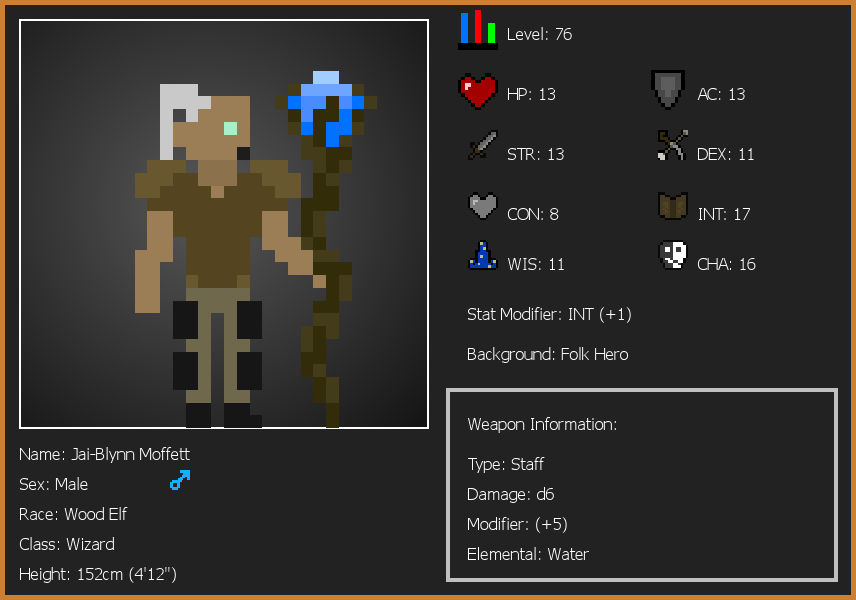 Level: 76
HP: 13
AC: 13
STR: 13
DEX: 11
CON: 8
INT: 17
WIS: 11
CHA: 16
Stat Modifier: INT (+1)
Background: Folk Hero
Weapon Information:
Type: Staff
Damage: d6
Modifier: (+5)
Elemental: Water
Name: Jai-Blynn Moffett
Sex: Male
Race: Wood Elf
Class: Wizard
Height: 152cm (4'12")